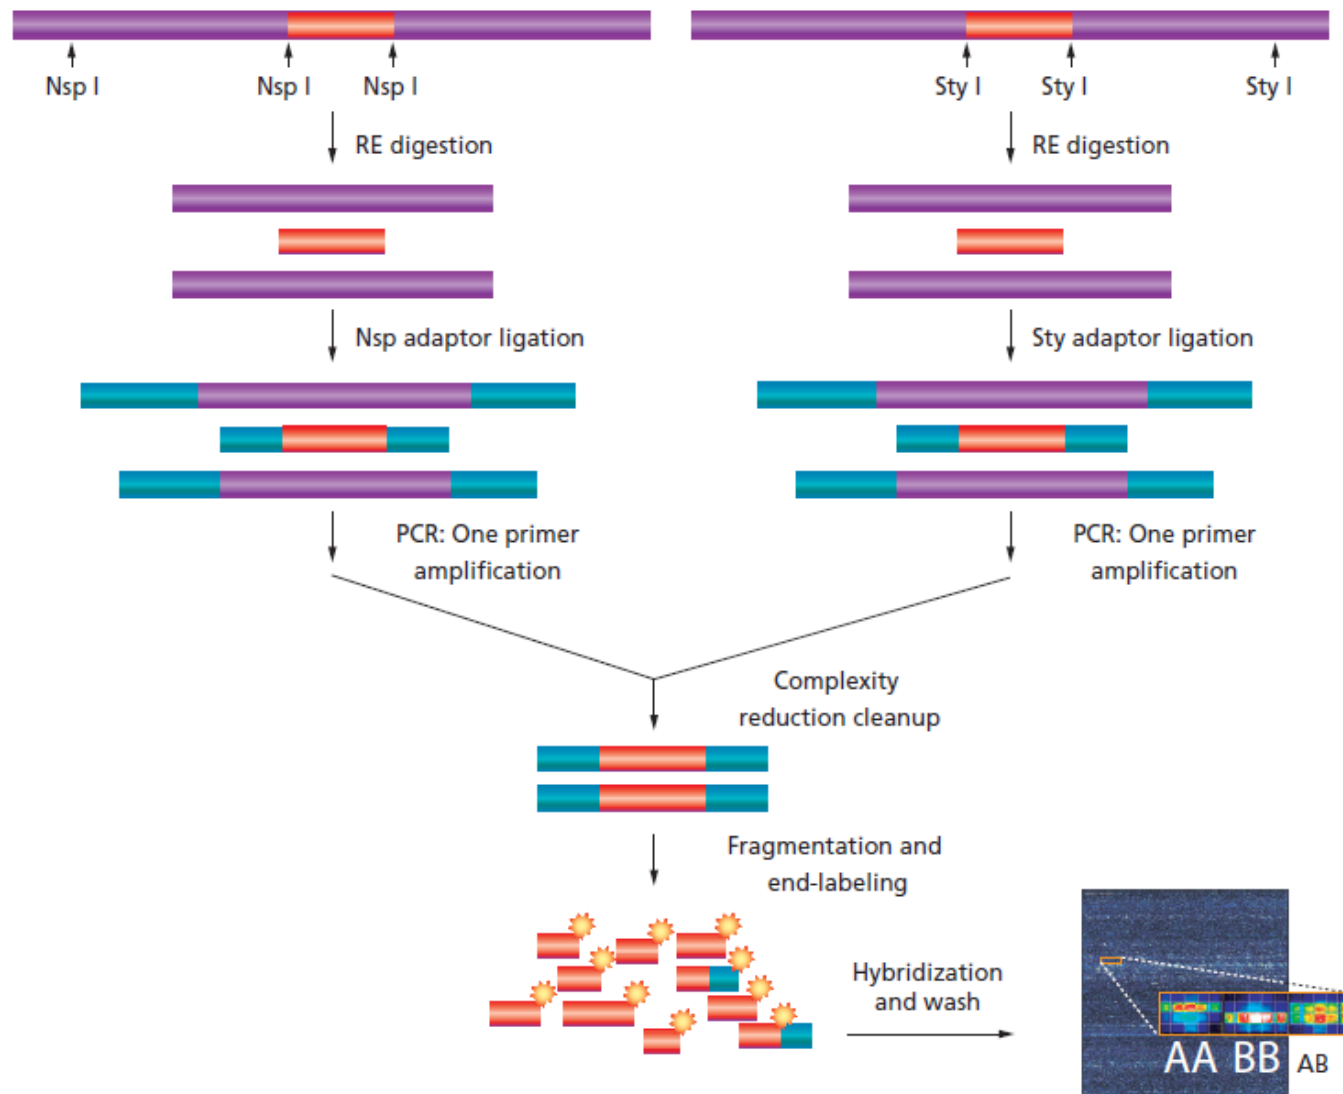 Nsp I Nsp I Nsp I
Sty I Sty I Sty I
RE digestion
RE digestion
Nsp adaptor ligation
Sty adaptor ligation
PCR: One primer
amplification
PCR: One primer
amplification
Complexity
reduction cleanup
Fragmentation and
end-labeling
Hybridization
and wash
AA BB AB